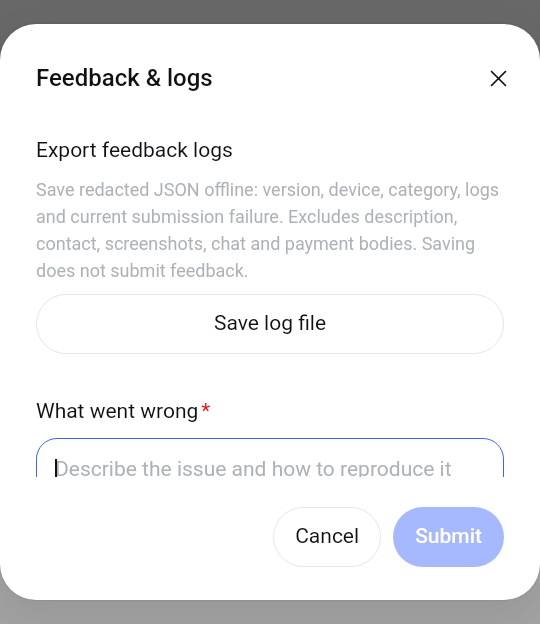 Feedback & logs
Export feedback logs
Save redacted JSON offline: version, device, category, logs
and current submission failure. Excludes description,
contact, screenshots, chat and payment bodies. Saving
does not submit feedback.
Save log file
What went wrong *
Describe the issue and how to reproduce it
Cancel
Submit